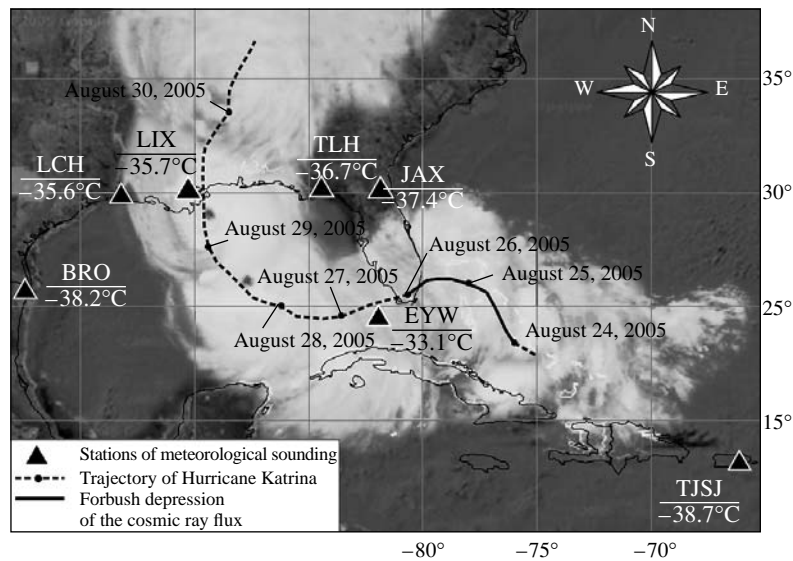 N
W E
S
35°
August 30, 2005
LIX
−35.7°C
TLH
−36.7°C
LCH
−35.6°C
JAX
−37.4°C
30°
August 29, 2005
August 26, 2005
BRO
−38.2°C
August 27, 2005
August 25, 2005
25°
EYW
−33.1°C
August 28, 2005
August 24, 2005
15°
Stations of meteorological sounding
Trajectory of Hurricane Katrina
Forbush depression
of the cosmic ray flux
TJSJ
−38.7°C
−80° −75° −70°